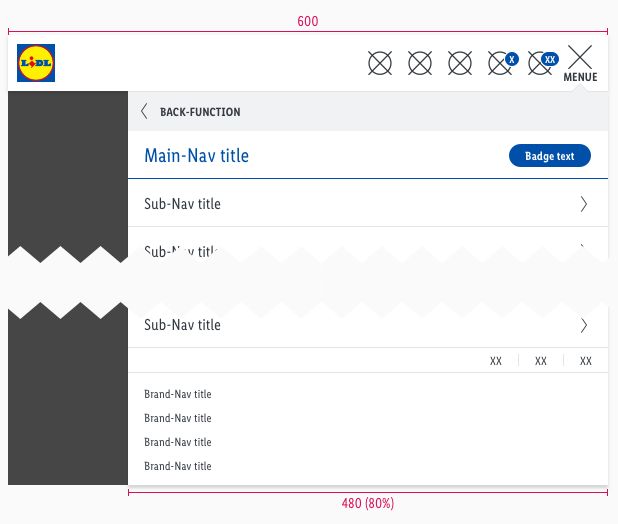 600
LiDL
X
XX
MENUE
BACK-FUNCTION
Main-Nav title
Badge text
Sub-Nav title
Sub-Nav title
Sub-Nav title
XX
XX
XX
Brand-Nav title
Brand-Nav title
Brand-Nav title
Brand-Nav title
480 (80%)